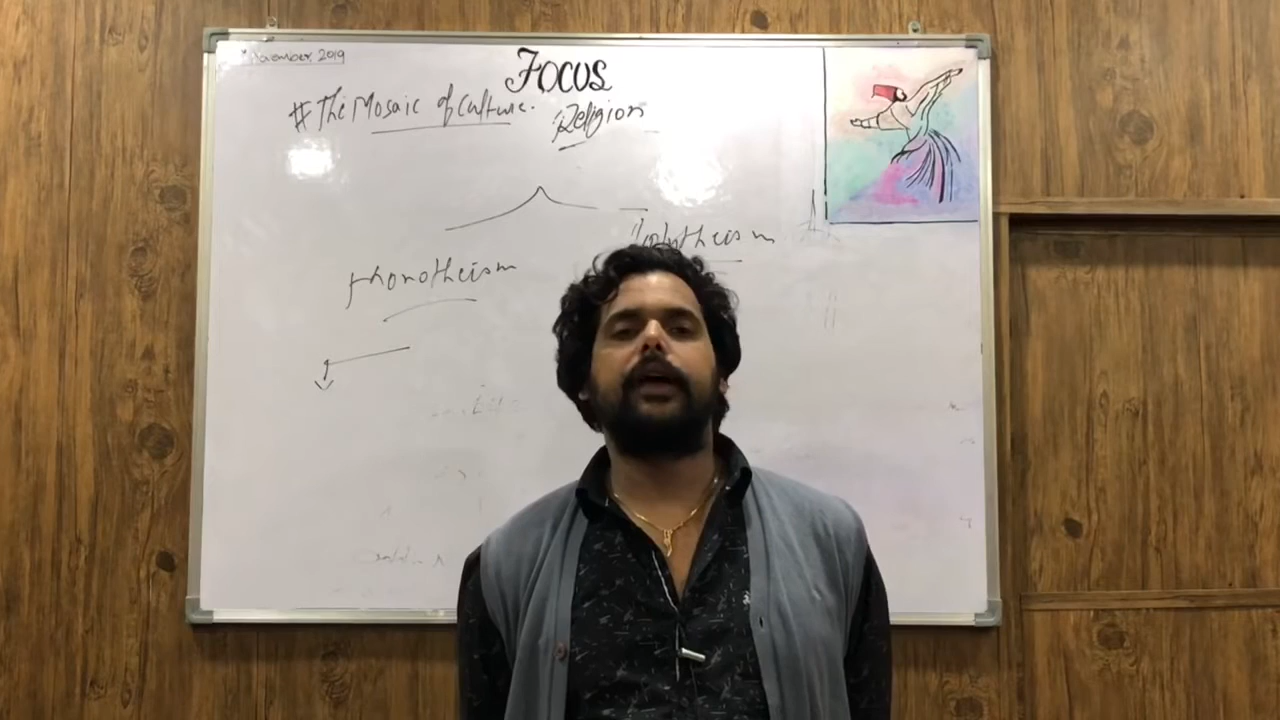 November 2019
FOCUS
#The Mosaic of Culture.
Religion
Monotheism
Polytheism